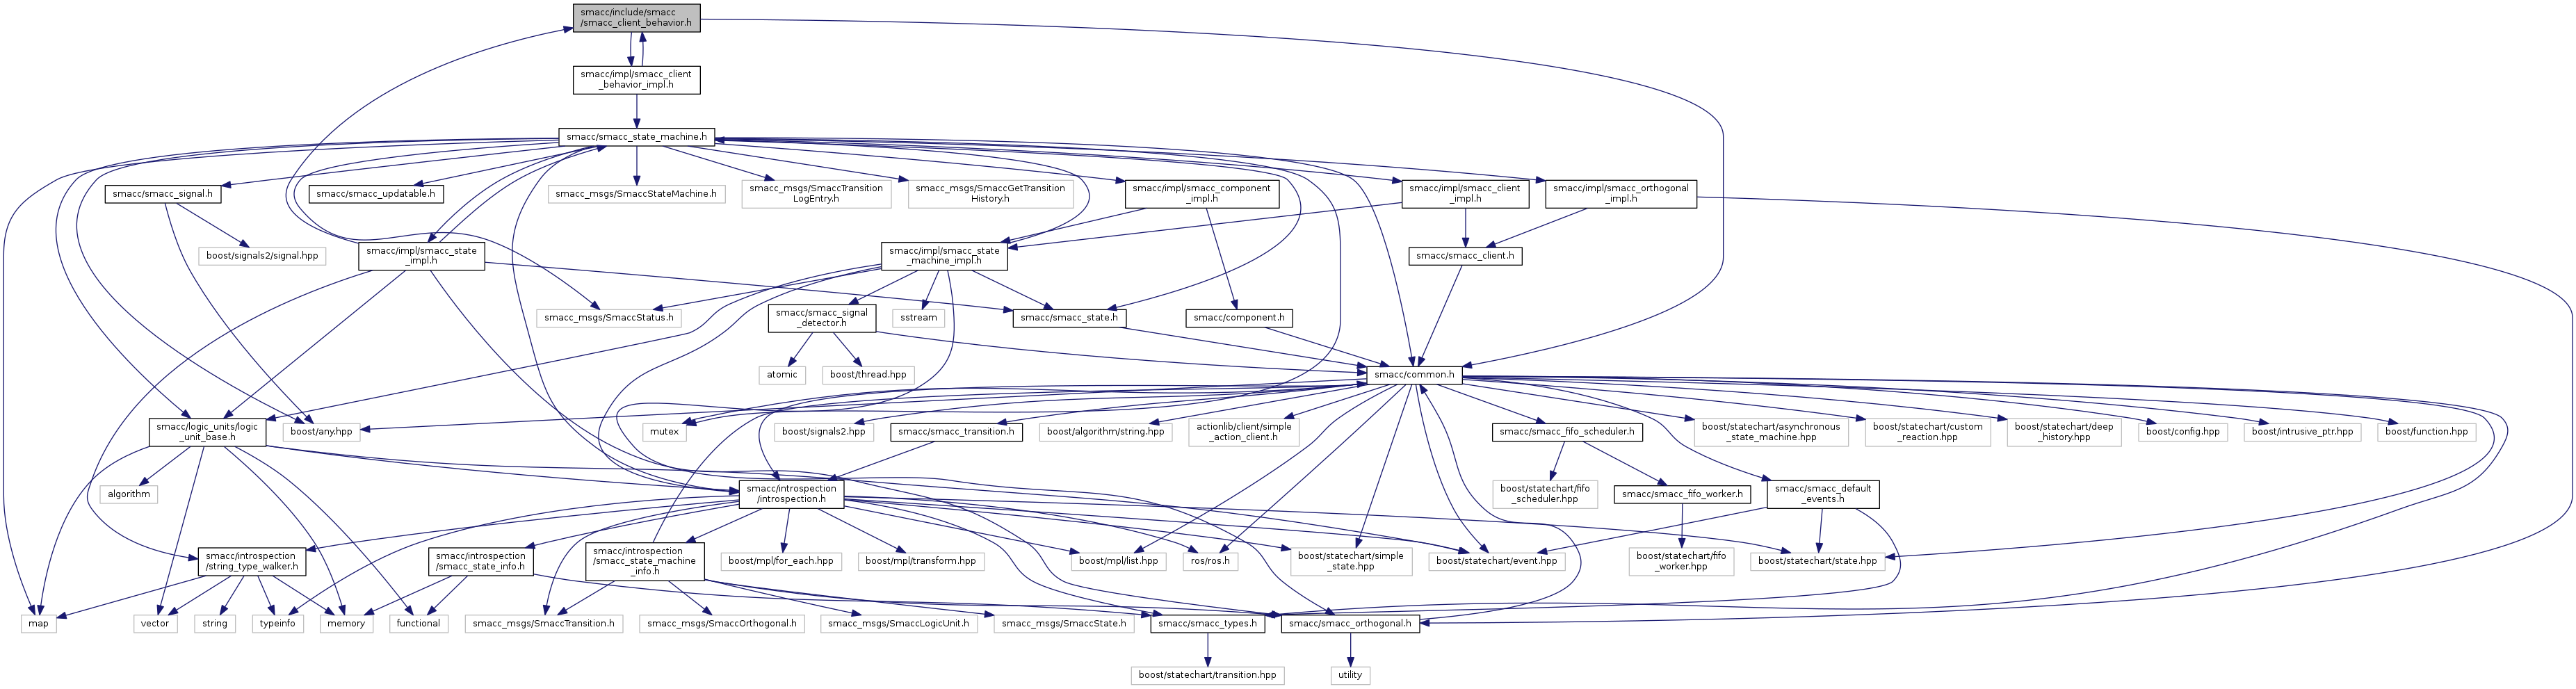 smacc/include/smacc
/smacc_client_behavior.h
smacc/impl/smacc_client
_behavior_impl.h
smacc/smacc_state_machine.h
smacc/smacc_signal.h
smacc/smacc_updatable.h
smacc_msgs/SmaccStateMachine.h
smacc_msgs/SmaccTransition
LogEntry.h
smacc_msgs/SmaccGetTransition
History.h
smacc/impl/smacc_component
_impl.h
smacc/impl/smacc_client
_impl.h
smacc/impl/smacc_orthogonal
_impl.h
boost/signals2/signal.hpp
smacc/impl/smacc_state
_impl.h
smacc/impl/smacc_state
_machine_impl.h
smacc/smacc_client.h
smacc_msgs/SmaccStatus.h
smacc/smacc_signal
_detector.h
sstream
smacc/smacc_state.h
smacc/component.h
atomic
boost/thread.hpp
smacc/common.h
smacc/logic_units/logic
_unit_base.h
boost/any.hpp
mutex
boost/signals2.hpp
smacc/smacc_transition.h
boost/algorithm/string.hpp
actionlib/client/simple
_action_client.h
smacc/smacc_fifo_scheduler.h
boost/statechart/asynchronous
_state_machine.hpp
boost/statechart/custom
_reaction.hpp
boost/statechart/deep
_history.hpp
boost/config.hpp
boost/intrusive_ptr.hpp
boost/function.hpp
algorithm
smacc/introspection
/introspection.h
boost/statechart/fifo
_scheduler.hpp
smacc/smacc_fifo_worker.h
smacc/smacc_default
_events.h
smacc/introspection
/string_type_walker.h
smacc/introspection
/smacc_state_info.h
smacc/introspection
/smacc_state_machine
_info.h
boost/mpl/for_each.hpp
boost/mpl/transform.hpp
boost/mpl/list.hpp
ros/ros.h
boost/statechart/simple
_state.hpp
boost/statechart/event.hpp
boost/statechart/fifo
_worker.hpp
boost/statechart/state.hpp
map
vector
string
typeinfo
memory
functional
smacc_msgs/SmaccTransition.h
smacc_msgs/SmaccOrthogonal.h
smacc_msgs/SmaccLogicUnit.h
smacc_msgs/SmaccState.h
smacc/smacc_types.h
smacc/smacc_orthogonal.h
boost/statechart/transition.hpp
utility